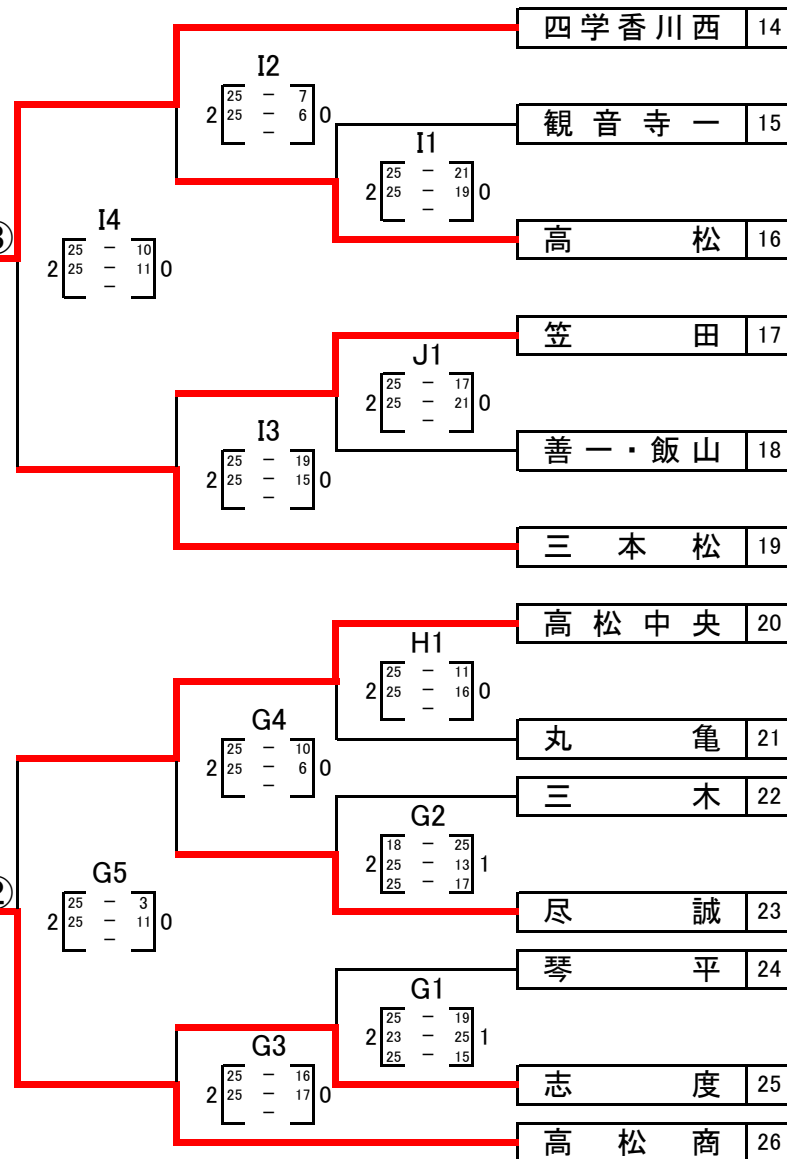 四学香川西 14
I2
2 25 - 7 0
25 - 6
-
観音寺一 15
I1
2 25 - 21 0
25 - 19
-
高松 16
I4
2 25 - 10 0
25 - 11
-
笠田 17
J1
2 25 - 17 0
25 - 21
-
善一・飯山 18
I3
2 25 - 19 0
25 - 15
-
三本松 19
高松中央 20
H1
2 25 - 11 0
25 - 16
-
丸亀 21
G4
2 25 - 10 0
25 - 6
-
三木 22
G2
2 18 - 25 1
25 - 13
25 - 17
尽誠 23
G5
2 25 - 3 0
25 - 11
-
琴平 24
G1
2 25 - 19 1
23 - 25
25 - 15
志度 25
G3
2 25 - 16 0
25 - 17
-
高松商 26